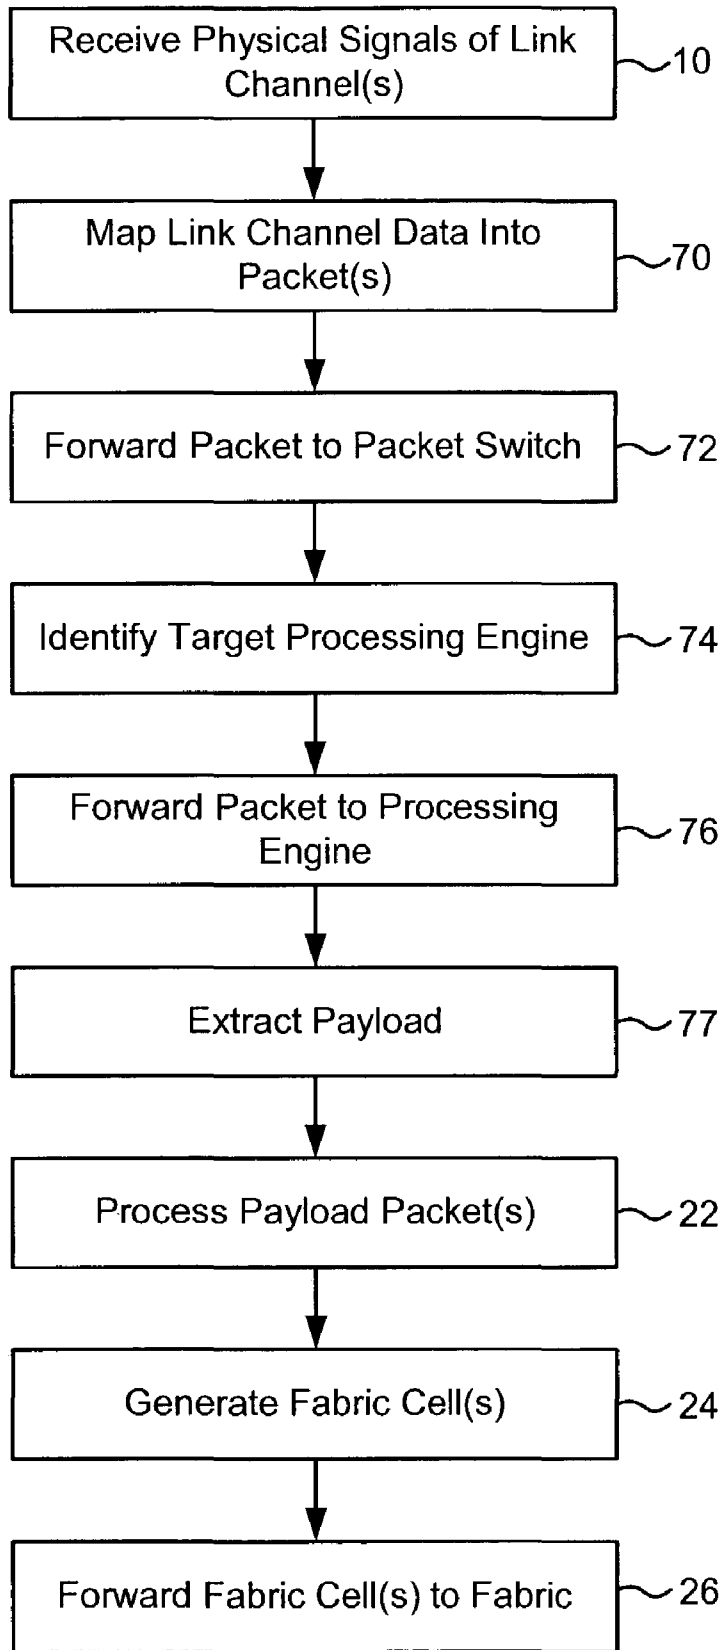 Receive Physical Signals of Link
Channel(s)
10
Map Link Channel Data Into
Packet(s)
70
Forward Packet to Packet Switch
72
Identify Target Processing Engine
74
Forward Packet to Processing
Engine
76
Extract Payload
77
Process Payload Packet(s)
22
Generate Fabric Cell(s)
24
Forward Fabric Cell(s) to Fabric
26